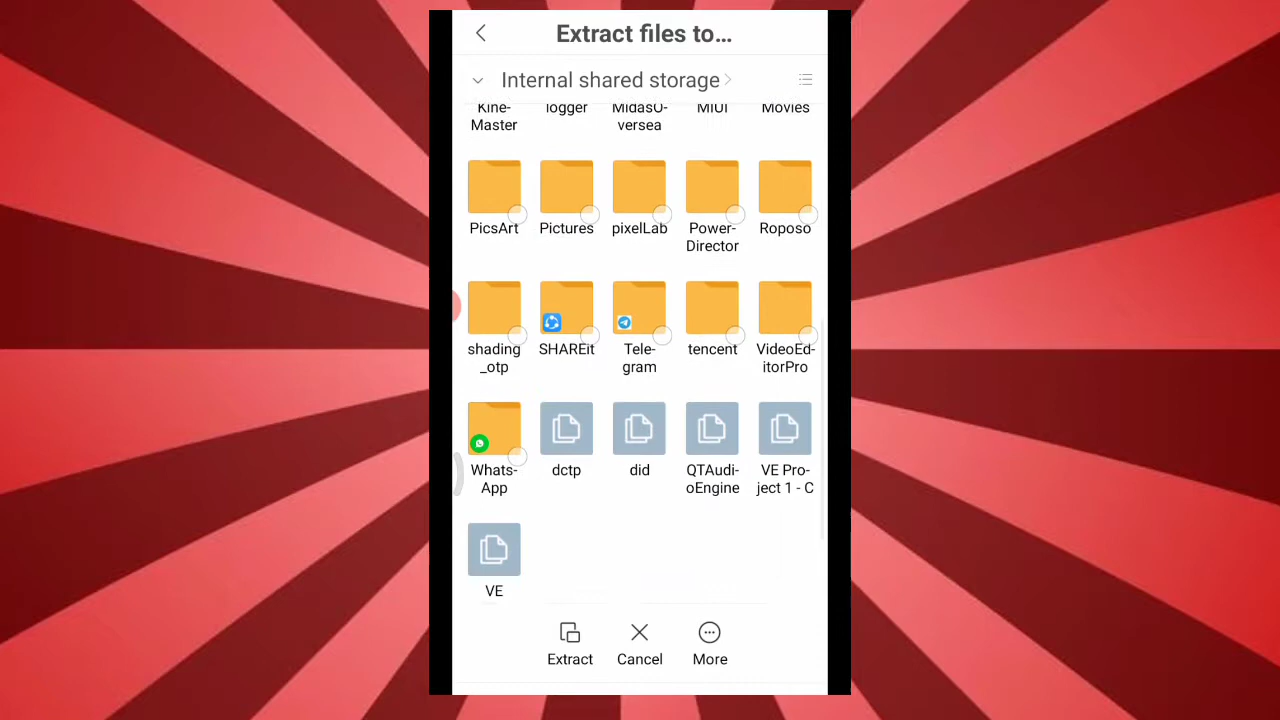 Extract files to...
Internal shared storage
Kine- logger MidasO- MIUI Movies
Master versea
PicsArt Pictures pixelLab Power- Roposo
Director
shading SHAREit Tele- tencent VideoEd-
_otp gram itorPro
Whats- dctp did QTAudi- VE Pro-
App oEngine ject 1 - C
VE
Extract Cancel More